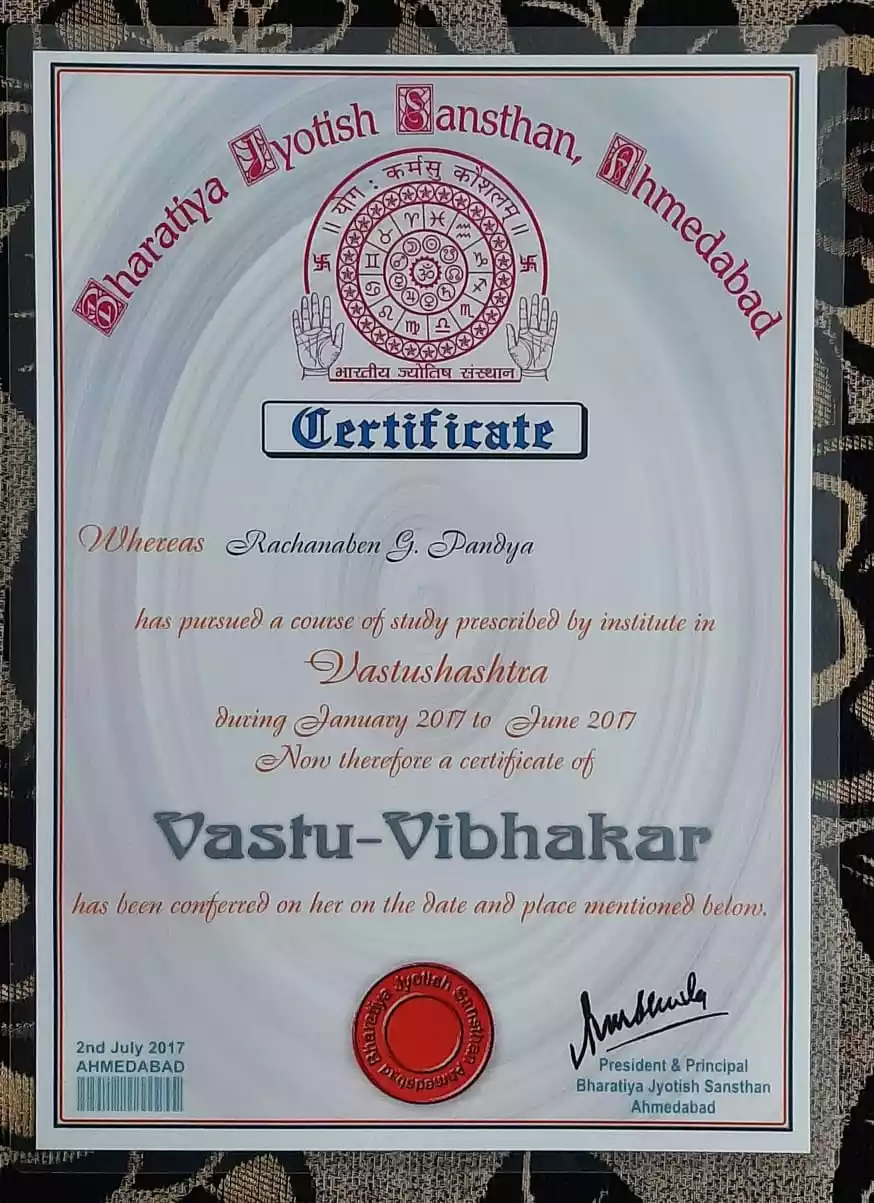 Bharatiya Jyotish Sansthan, Ahmedabad
॥ योग : कर्मसु कौशलम् ॥
ॐ
भारतीय ज्योतिष संस्थान
Certificate
Whereas Rachanaben G. Pandya
has pursued a course of study prescribed by institute in
Vastushashtra
during January 2017 to June 2017
Now therefore a certificate of
Vastu-Vibhakar
has been conferred on her on the date and place mentioned below.
Bharatiya Jyotish Sansthan Ahmedabad
2nd July 2017
AHMEDABAD
President & Principal
Bharatiya Jyotish Sansthan
Ahmedabad